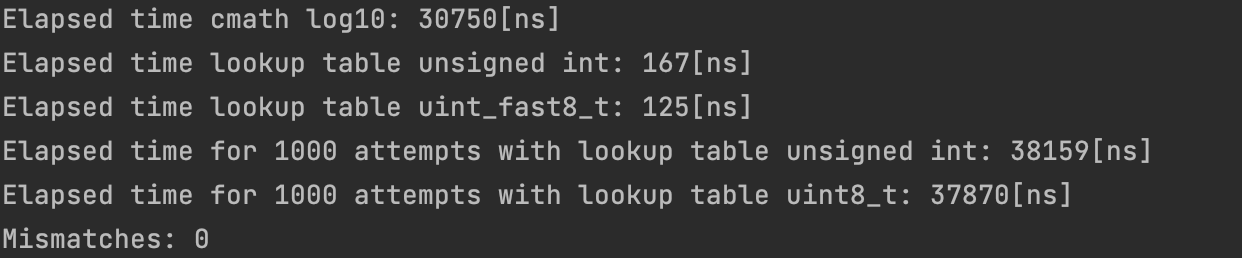 Elapsed time cmath log10: 30750[ns]
Elapsed time lookup table unsigned int: 167[ns]
Elapsed time lookup table uint_fast8_t: 125[ns]
Elapsed time for 1000 attempts with lookup table unsigned int: 38159[ns]
Elapsed time for 1000 attempts with lookup table uint8_t: 37870[ns]
Mismatches: 0